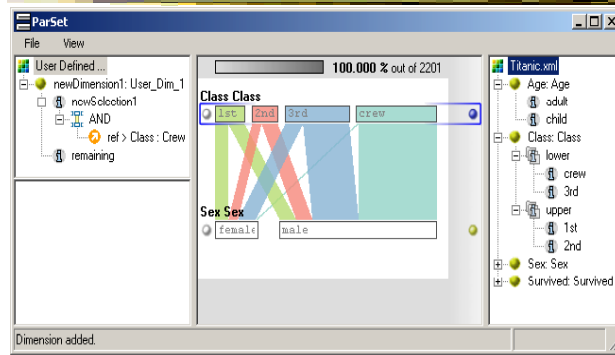 ParSet
File View
User Defined ...
newDimension1: User_Dim_1
newSelection1
AND
ref > Class : Crew
remaining
100.000 % out of 2201
Class Class
1st 2nd 3rd crew
Sex Sex
female male
Titanic.xml
Age: Age
adult
child
Class: Class
lower
crew
3rd
upper
1st
2nd
Sex: Sex
Survived: Survived
Dimension added.